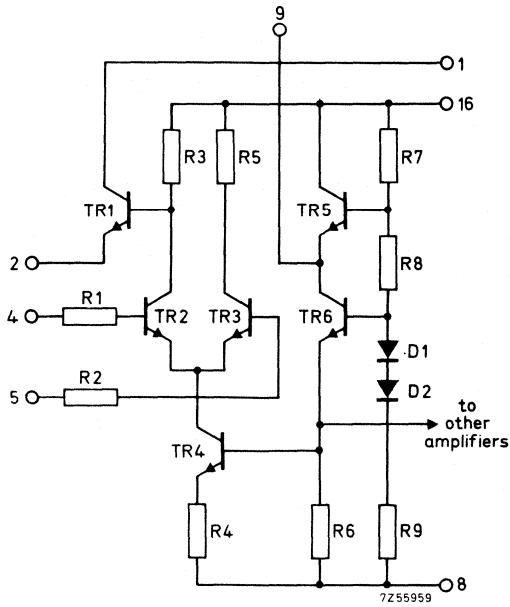 9
1
16
R3
R5
R7
TR1
TR5
R8
2
R1
4
TR2
TR3
TR6
D1
R2
D2
5
to
other
amplifiers
TR4
R4
R6
R9
8
7Z55959